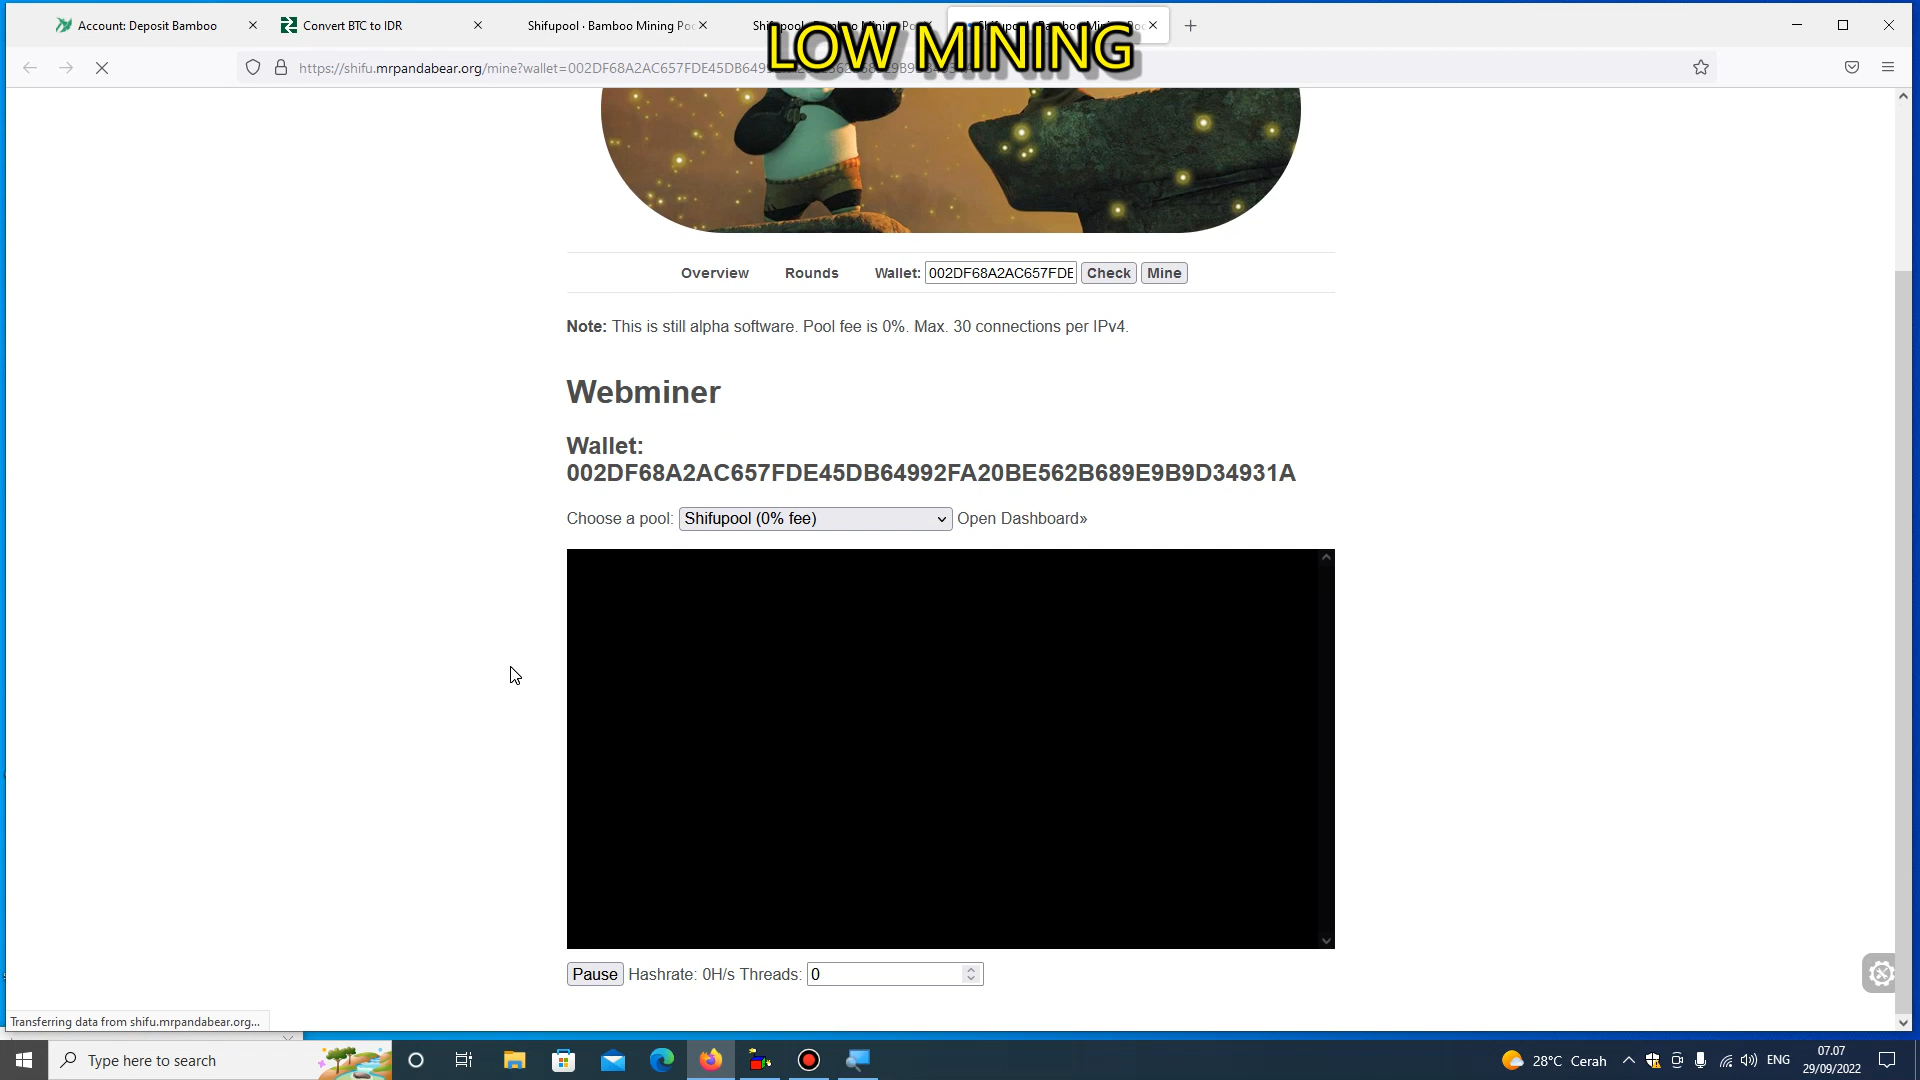 Account: Deposit Bamboo
Convert BTC to IDR
Shifupool · Bamboo Mining Poo
LOW MINING
https://shifu.mrpandabear.org/mine?wallet=002DF68A2AC657FDE45DB6499
Overview Rounds Wallet: 002DF68A2AC657FDE Check Mine
Note: This is still alpha software. Pool fee is 0%. Max. 30 connections per IPv4.
Webminer
Wallet:
002DF68A2AC657FDE45DB64992FA20BE562B689E9B9D34931A
Choose a pool: Shifupool (0% fee) Open Dashboard»
Pause Hashrate: 0H/s Threads: 0
Transferring data from shifu.mrpandabear.org...
Type here to search
28°C Cerah
ENG
07.07
29/09/2022